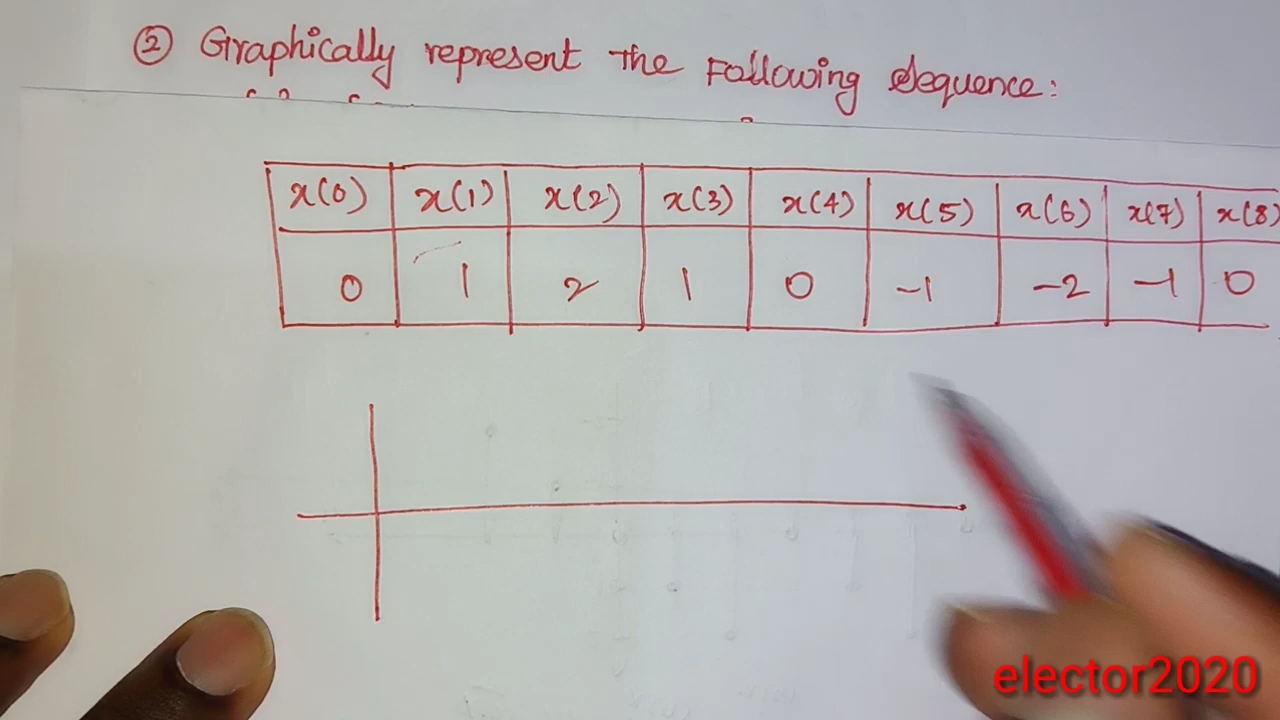 ② Graphically represent the Following Sequence:
x(0) x(1) x(2) x(3) x(4) x(5) x(6) x(7) x(8)
0 1 2 1 0 -1 -2 -1 0
elector2020